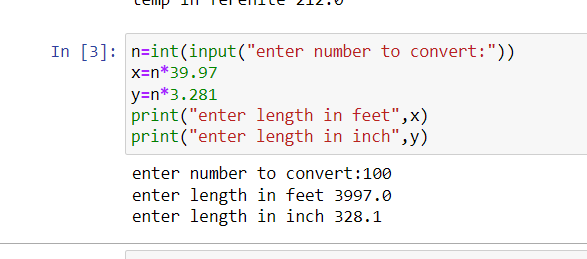 temp in ferenite 212.0
In [3]: n=int(input("enter number to convert:"))
x=n*39.97
y=n*3.281
print("enter length in feet",x)
print("enter length in inch",y)
enter number to convert:100
enter length in feet 3997.0
enter length in inch 328.1